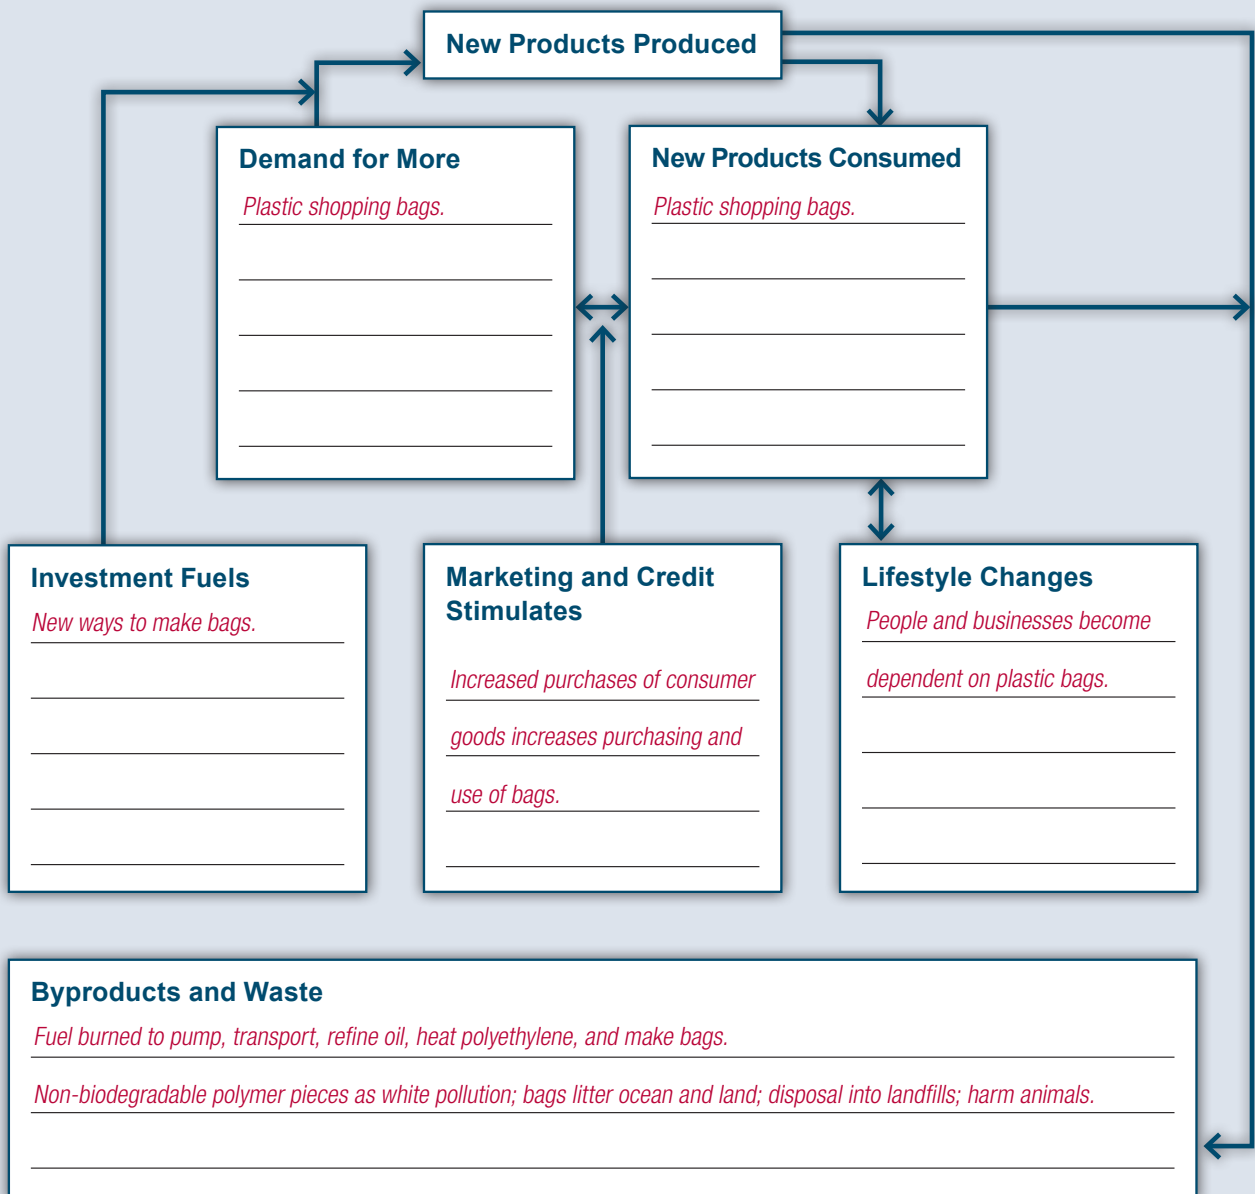 New Products Produced
Demand for More
Plastic shopping bags.
New Products Consumed
Plastic shopping bags.
Investment Fuels
New ways to make bags.
Marketing and Credit
Stimulates
Increased purchases of consumer
goods increases purchasing and
use of bags.
Lifestyle Changes
People and businesses become
dependent on plastic bags.
Byproducts and Waste
Fuel burned to pump, transport, refine oil, heat polyethylene, and make bags.
Non-biodegradable polymer pieces as white pollution; bags litter ocean and land; disposal into landfills; harm animals.